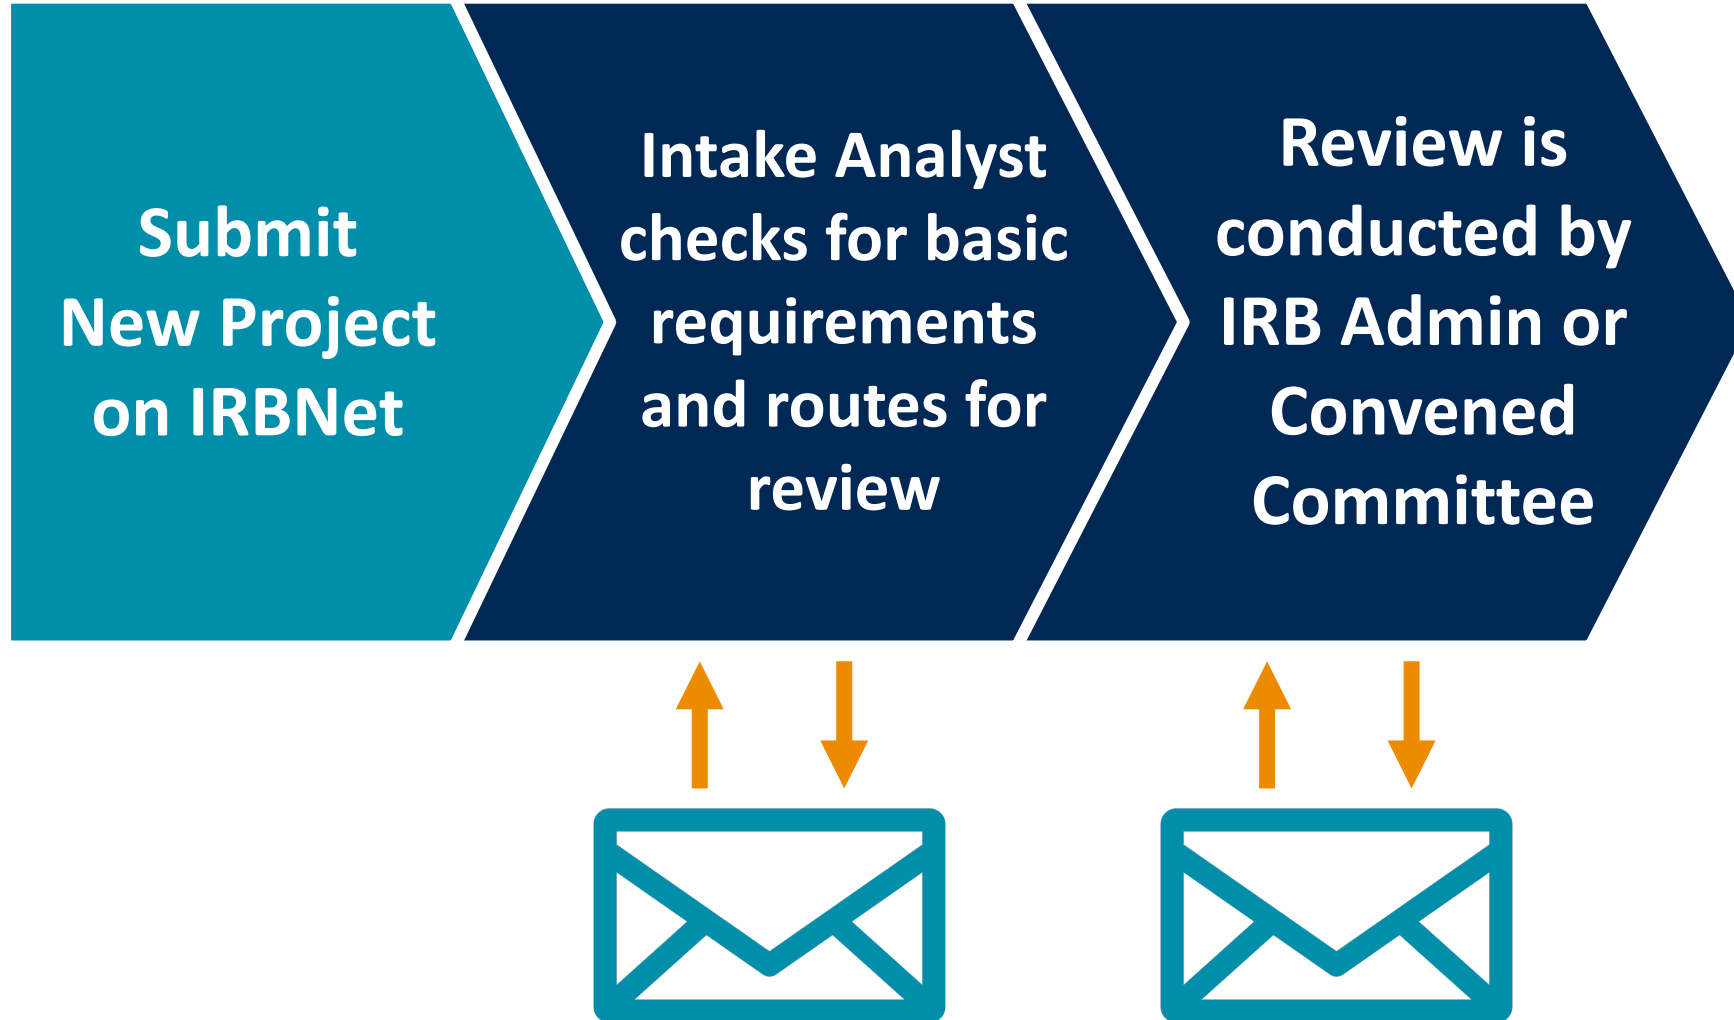 Submit
New Project
on IRBNet
Intake Analyst
checks for basic
requirements
and routes for
review
Review is
conducted by
IRB Admin or
Convened
Committee